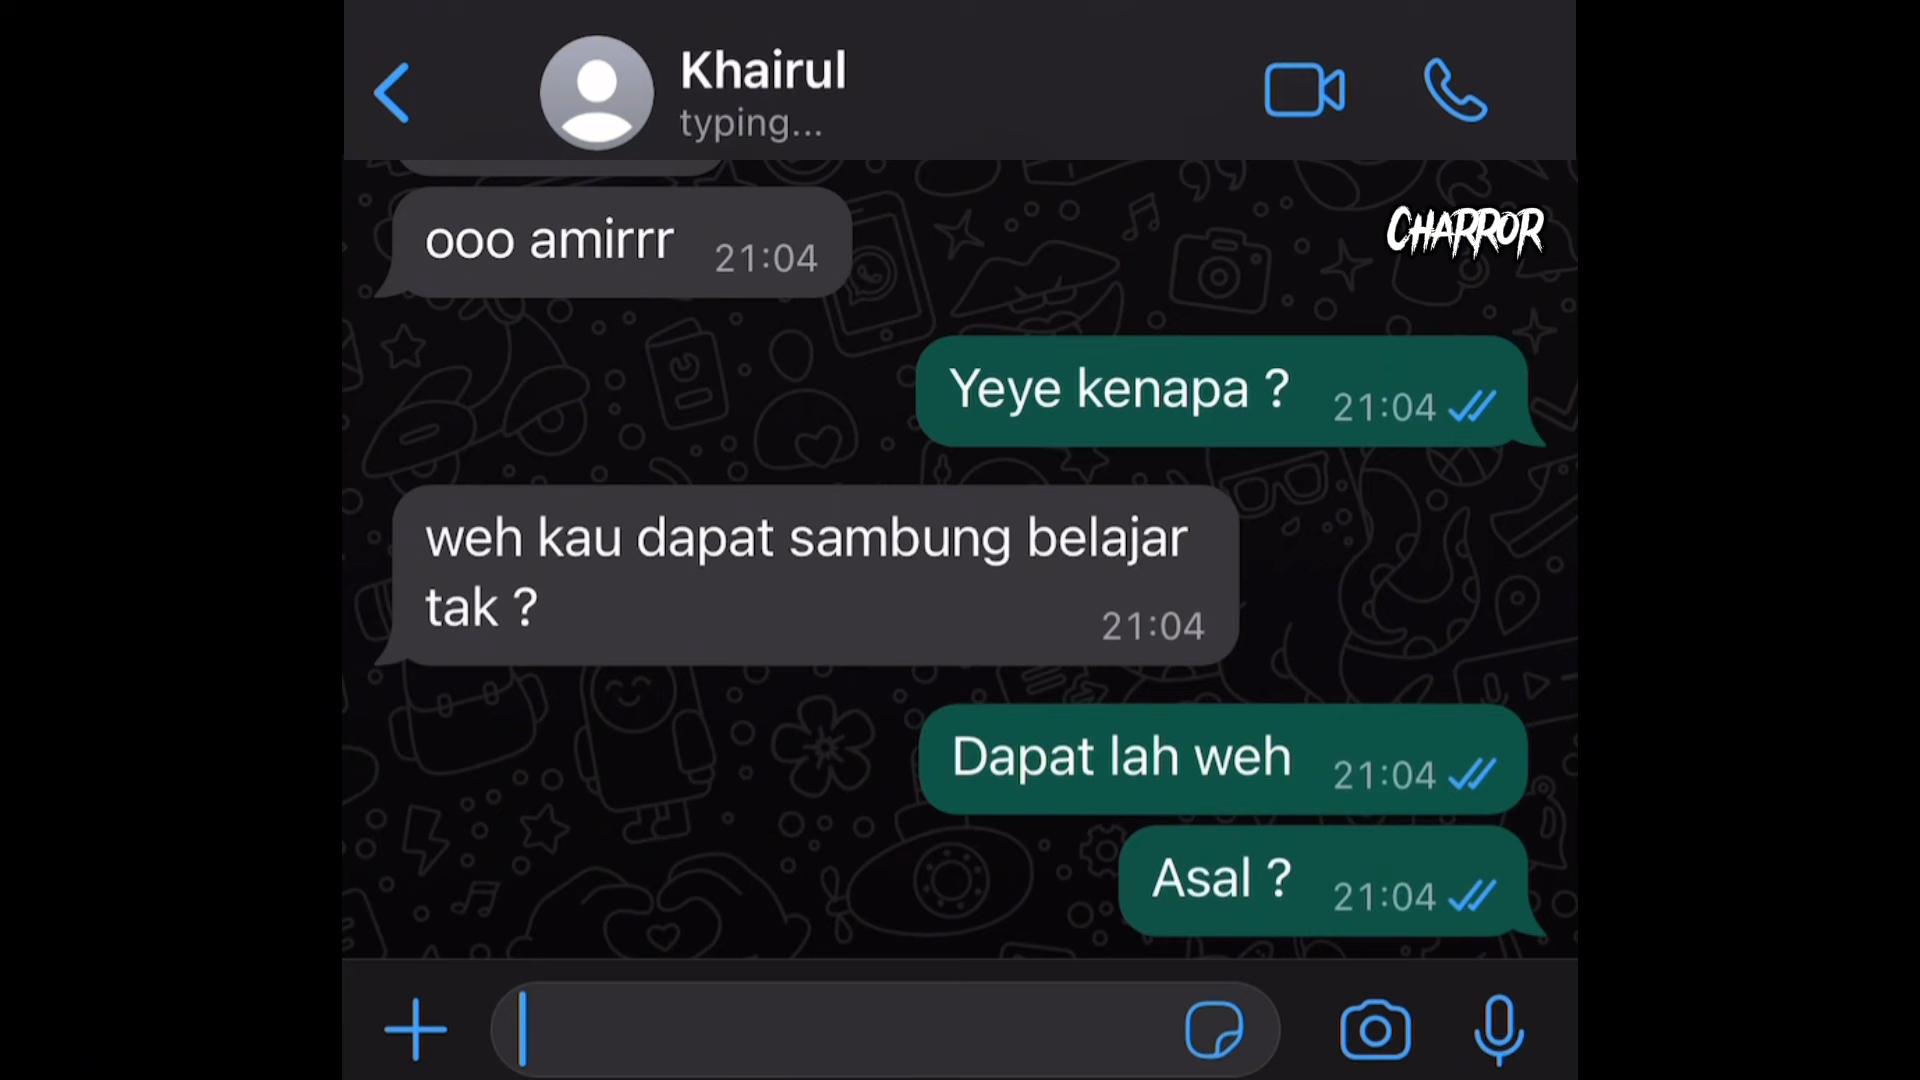 Khairul
typing...
CHARROR
ooo amirrr 21:04
Yeye kenapa ? 21:04
weh kau dapat sambung belajar
tak ? 21:04
Dapat lah weh 21:04
Asal ? 21:04